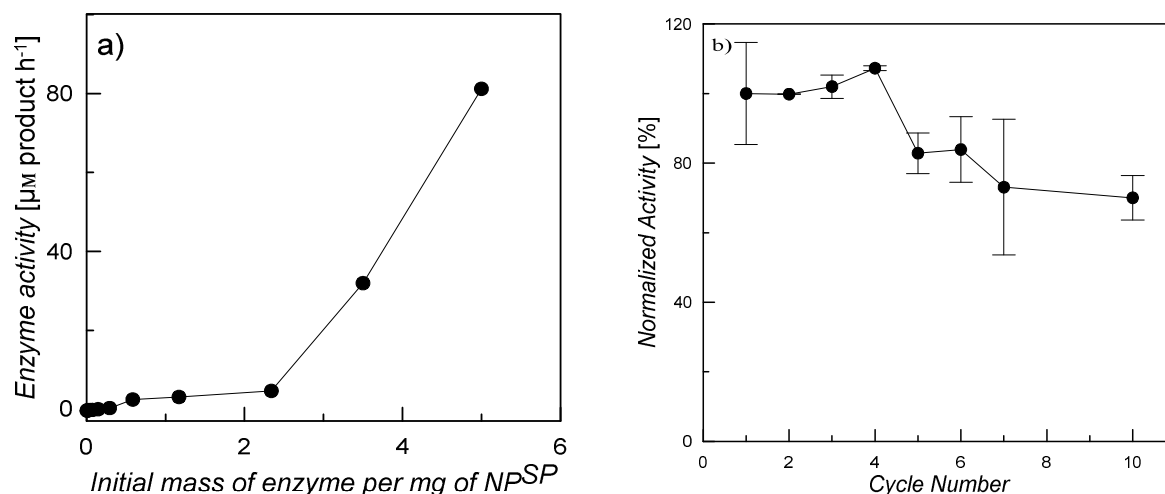 a)
Enzyme activity [µM product h-1]
80
40
0
0 2 4 6
Initial mass of enzyme per mg of NPSP
b)
Normalized Activity [%]
120
80
40
0
0 2 4 6 8 10
Cycle Number